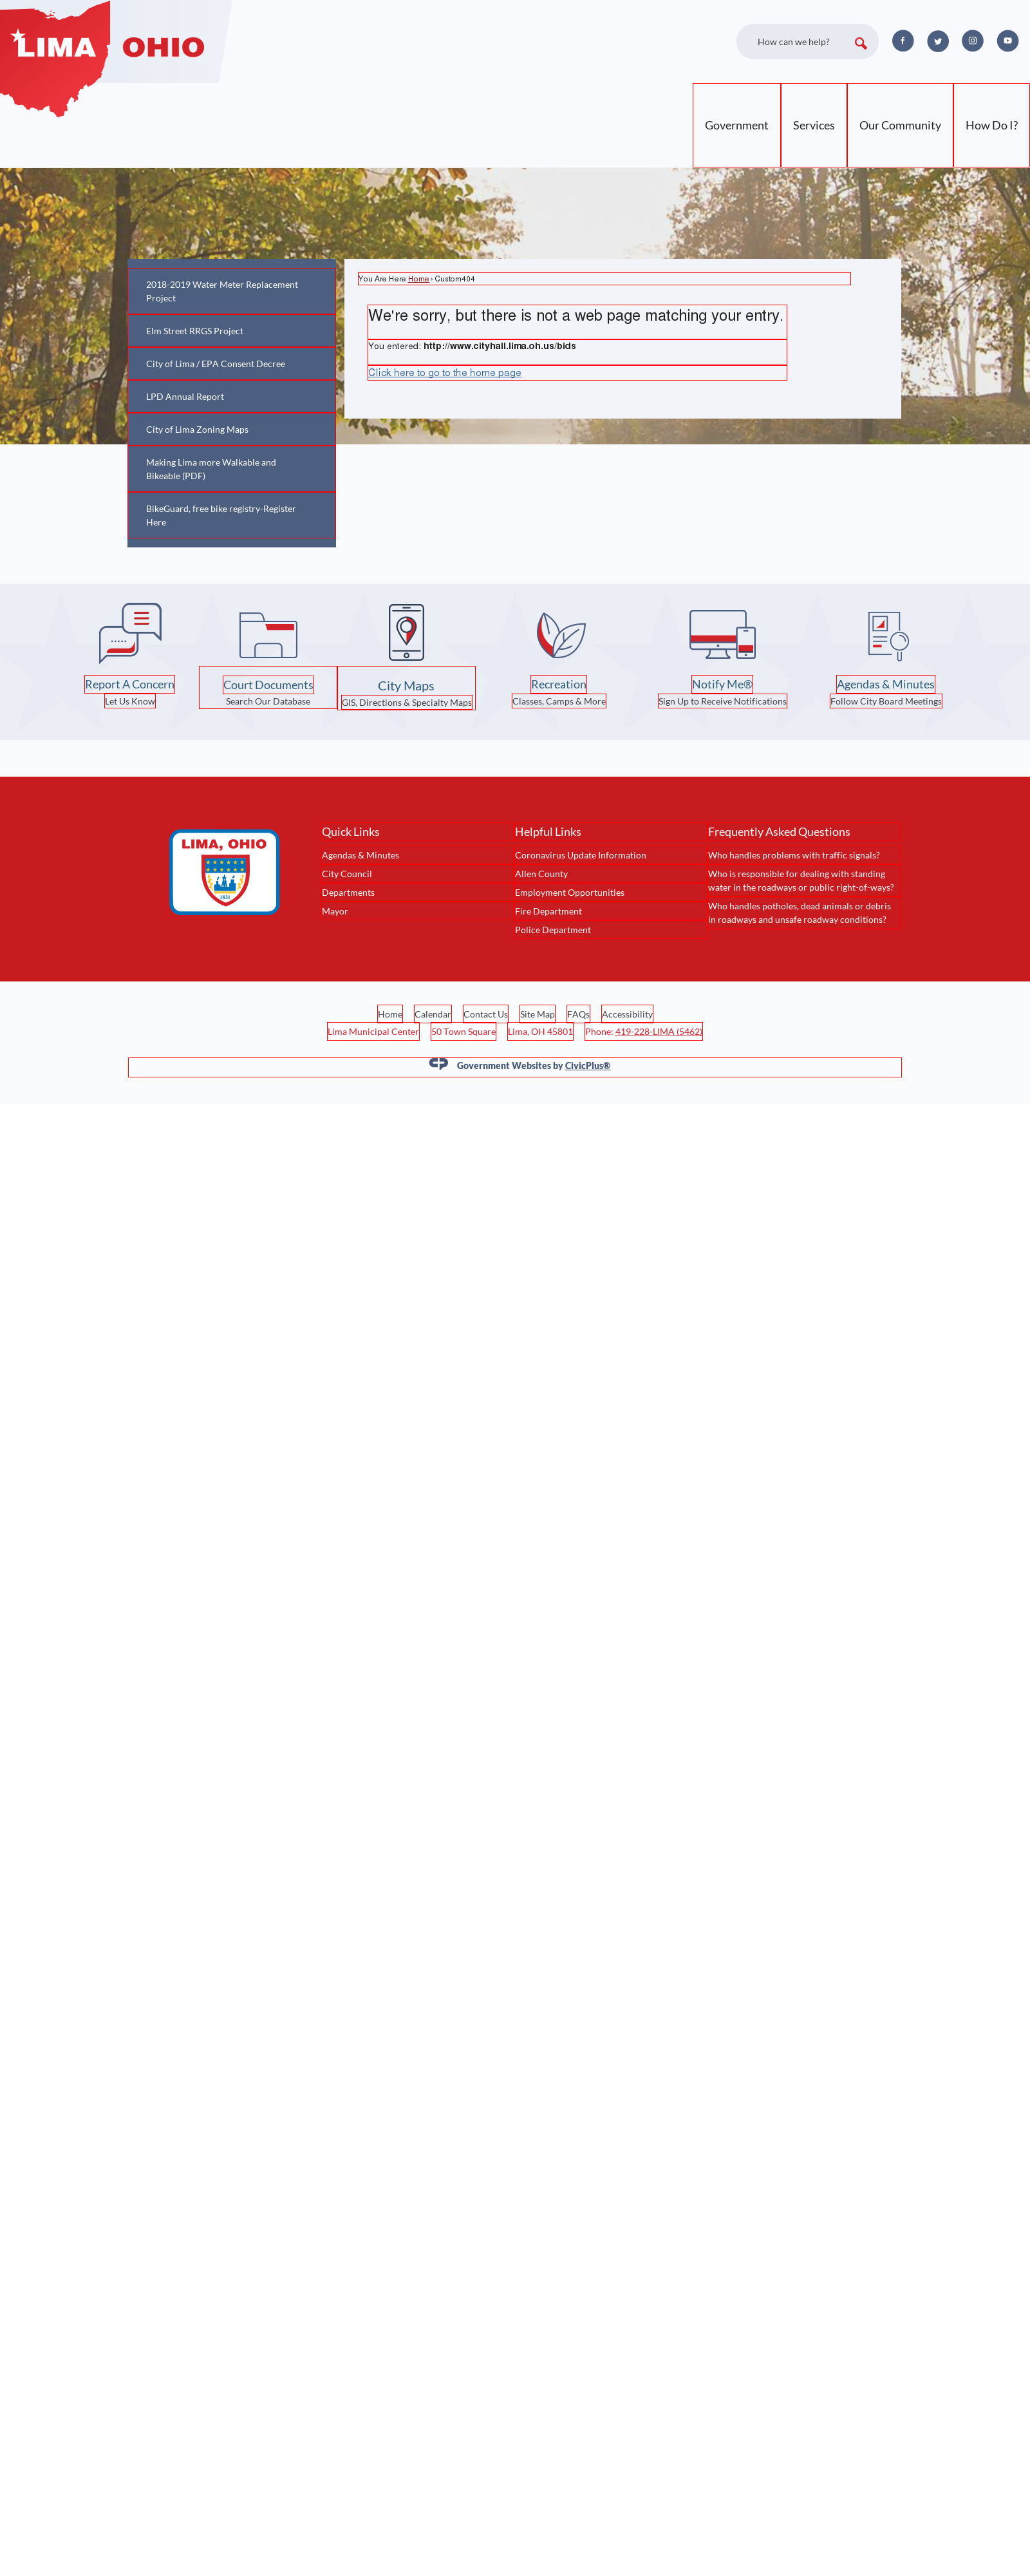 LIMA OHIO
How can we help?
Government
Services
Our Community
How Do I?
2018-2019 Water Meter Replacement
Project
Elm Street RRGS Project
City of Lima / EPA Consent Decree
LPD Annual Report
City of Lima Zoning Maps
Making Lima more Walkable and
Bikeable (PDF)
BikeGuard, free bike registry-Register
Here
You Are Here Home › Custom404
We're sorry, but there is not a web page matching your entry.
You entered: http://www.cityhall.lima.oh.us/bids
Click here to go to the home page
Report A Concern
Let Us Know
Court Documents
Search Our Database
City Maps
GIS, Directions & Specialty Maps
Recreation
Classes, Camps & More
Notify Me®
Sign Up to Receive Notifications
Agendas & Minutes
Follow City Board Meetings
LIMA, OHIO
1831
Quick Links
Agendas & Minutes
City Council
Departments
Mayor
Helpful Links
Coronavirus Update Information
Allen County
Employment Opportunities
Fire Department
Police Department
Frequently Asked Questions
Who handles problems with traffic signals?
Who is responsible for dealing with standing
water in the roadways or public right-of-ways?
Who handles potholes, dead animals or debris
in roadways and unsafe roadway conditions?
Home Calendar Contact Us Site Map FAQs Accessibility
Lima Municipal Center 50 Town Square Lima, OH 45801 Phone: 419-228-LIMA (5462)
Government Websites by CivicPlus®